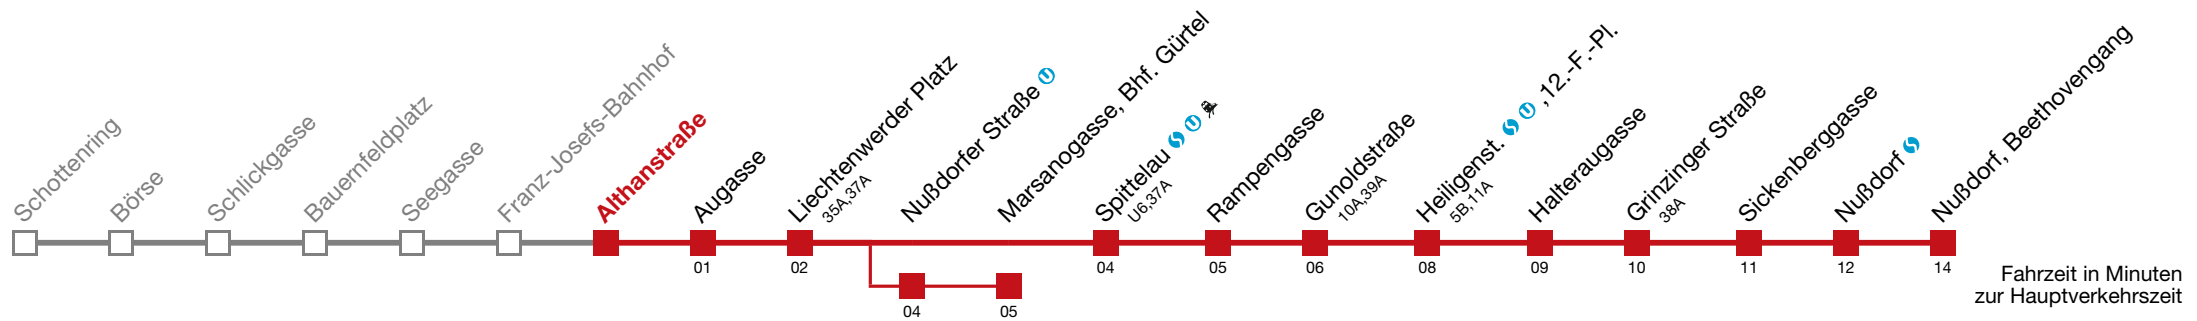 Schottenring
Börse
Schlickgasse
Bauernfeldplatz
Seegasse
Franz-Josefs-Bahnhof
Althanstraße
Augasse
01
Liechtenwerder Platz
35A,37A
02
Nußdorfer Straße U
04
Marsanogasse, Bhf. Gürtel
05
Spittelau S U
U6,37A
04
Rampengasse
05
Gunoldstraße
10A,39A
06
Heiligenst. S U ,12.-F.-Pl.
5B,11A
08
Halteraugasse
09
Grinzinger Straße
38A
10
Sickenberggasse
11
Nußdorf S
12
Nußdorf, Beethovengang
14
Fahrzeit in Minuten
zur Hauptverkehrszeit